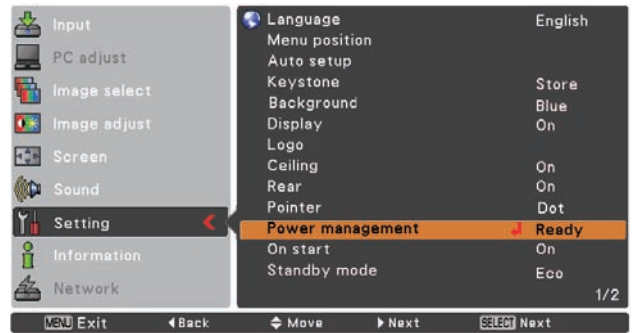 Input
PC adjust
Image select
Image adjust
Screen
Sound
Setting
Information
Network
Language English
Menu position
Auto setup
Keystone Store
Background Blue
Display On
Logo
Ceiling On
Rear On
Pointer Dot
Power management Ready
On start On
Standby mode Eco
1/2
MENU Exit Back Move Next SELECT Next